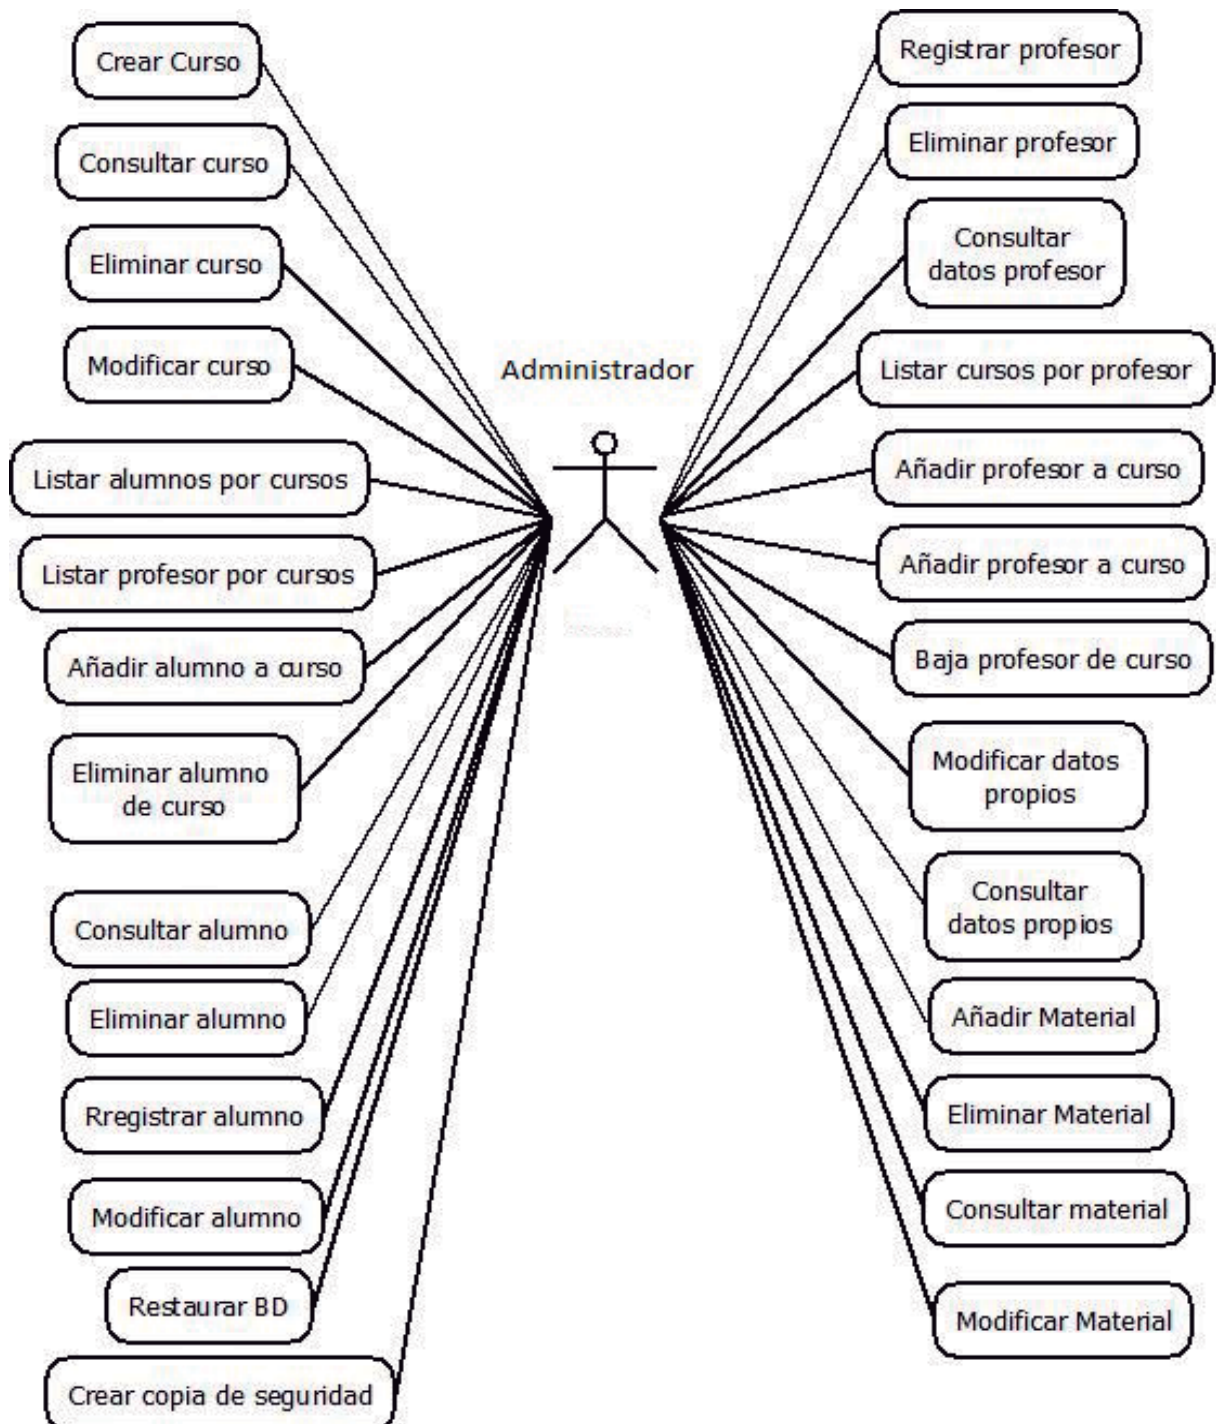 Crear Curso
Consultar curso
Eliminar curso
Modificar curso
Listar alumnos por cursos
Listar profesor por cursos
Añadir alumno a curso
Eliminar alumno
de curso
Consultar alumno
Eliminar alumno
Rregistrar alumno
Modificar alumno
Restaurar BD
Crear copia de seguridad
Administrador
Registrar profesor
Eliminar profesor
Consultar
datos profesor
Listar cursos por profesor
Añadir profesor a curso
Añadir profesor a curso
Baja profesor de curso
Modificar datos
propios
Consultar
datos propios
Añadir Material
Eliminar Material
Consultar material
Modificar Material